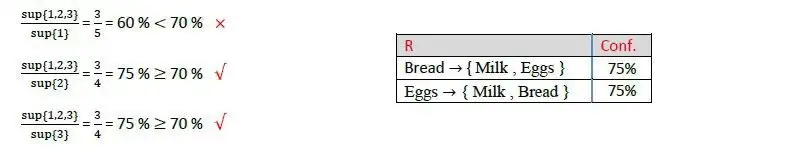 sup{1,2,3}/sup{1} = 3/5 = 60 % < 70 % ×
sup{1,2,3}/sup{2} = 3/4 = 75 % ≥ 70 % √
sup{1,2,3}/sup{3} = 3/4 = 75 % ≥ 70 % √
R Conf.
Bread → { Milk , Eggs } 75%
Eggs → { Milk , Bread } 75%